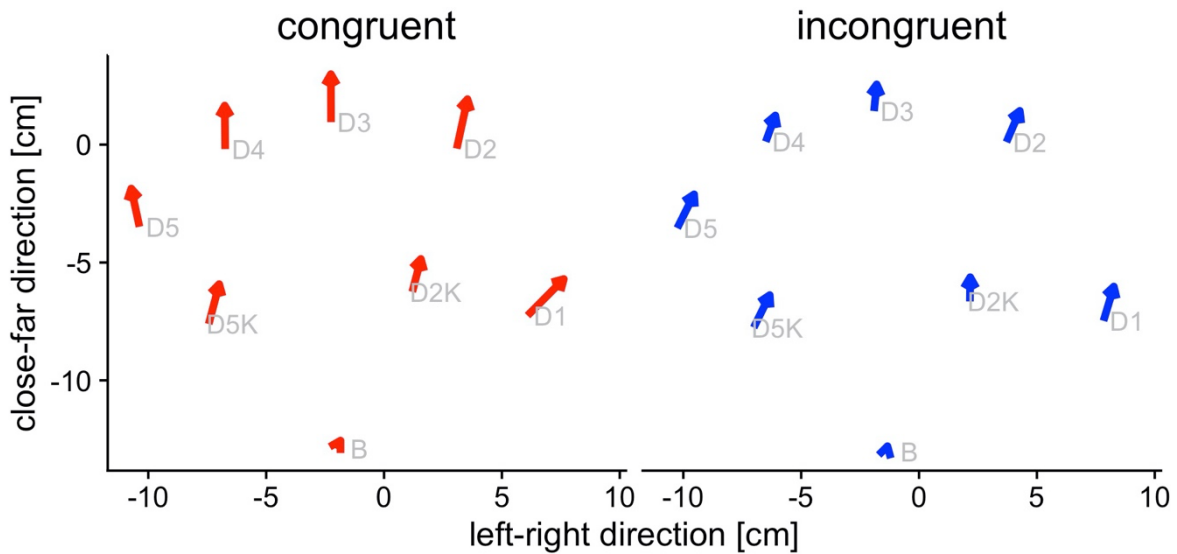 congruent
incongruent
close-far direction [cm]
0
-5
-10
D3
D4
D2
D5
D2K
D5K
D1
B
D3
D4
D2
D5
D2K
D5K
D1
B
-10 -5 0 5 10
-10 -5 0 5 10
left-right direction [cm]